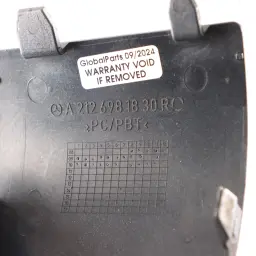 GlobalParts 09/2024
WARRANTY VOID
IF REMOVED
A 212 698 18 30 R
>PC/PBT<